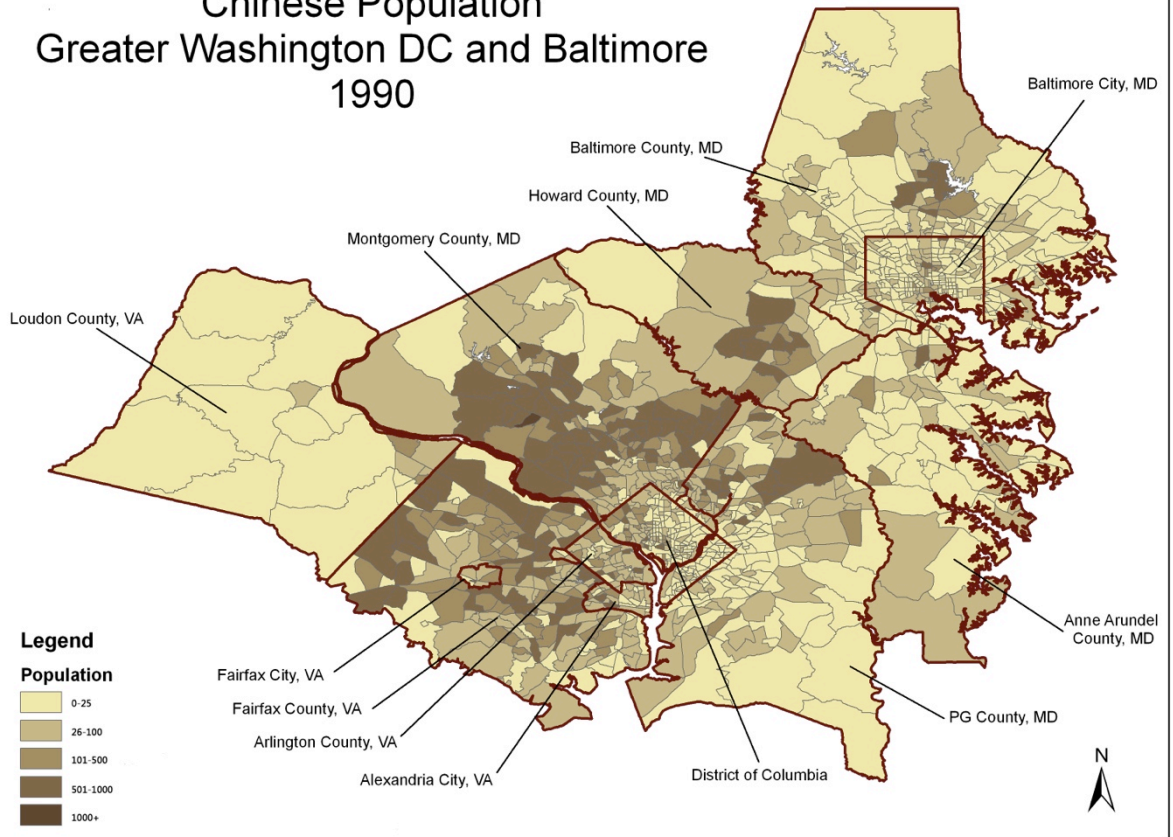 Chinese Population
Greater Washington DC and Baltimore
1990
Baltimore City, MD
Baltimore County, MD
Howard County, MD
Montgomery County, MD
Loudon County, VA
Anne Arundel
County, MD
Fairfax City, VA
Fairfax County, VA
Arlington County, VA
Alexandria City, VA
District of Columbia
PG County, MD
N
Legend
Population
0-25
26-100
101-500
501-1000
1000+